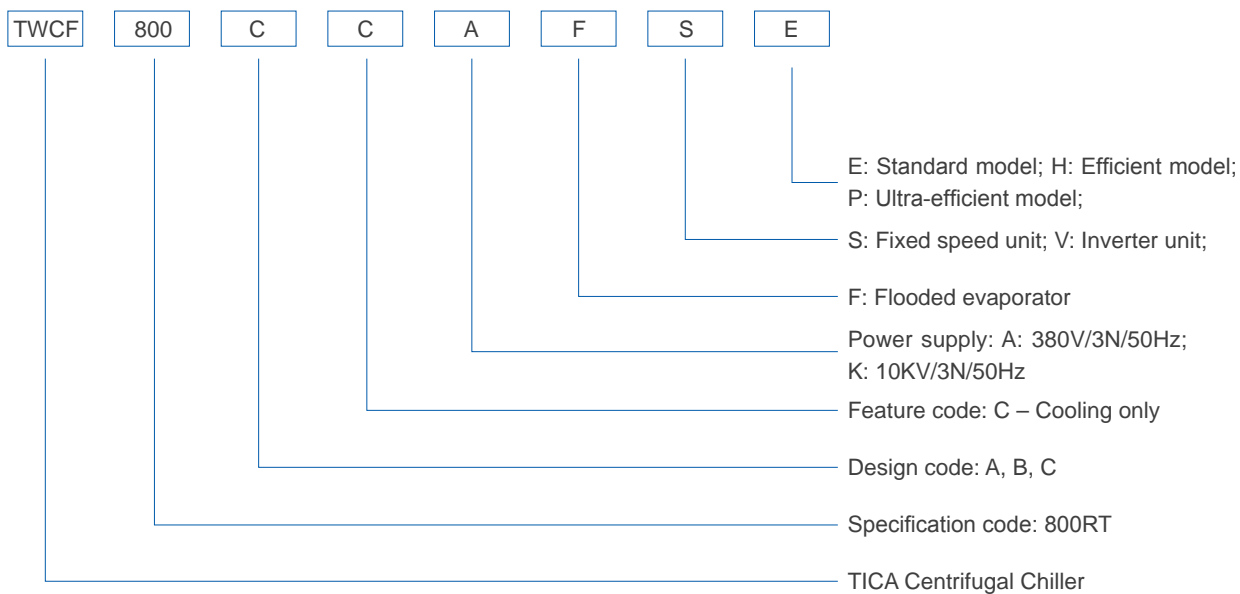 TWCF 800 C C A F S E
E: Standard model; H: Efficient model;
P: Ultra-efficient model;
S: Fixed speed unit; V: Inverter unit;
F: Flooded evaporator
Power supply: A: 380V/3N/50Hz;
K: 10KV/3N/50Hz
Feature code: C – Cooling only
Design code: A, B, C
Specification code: 800RT
TICA Centrifugal Chiller